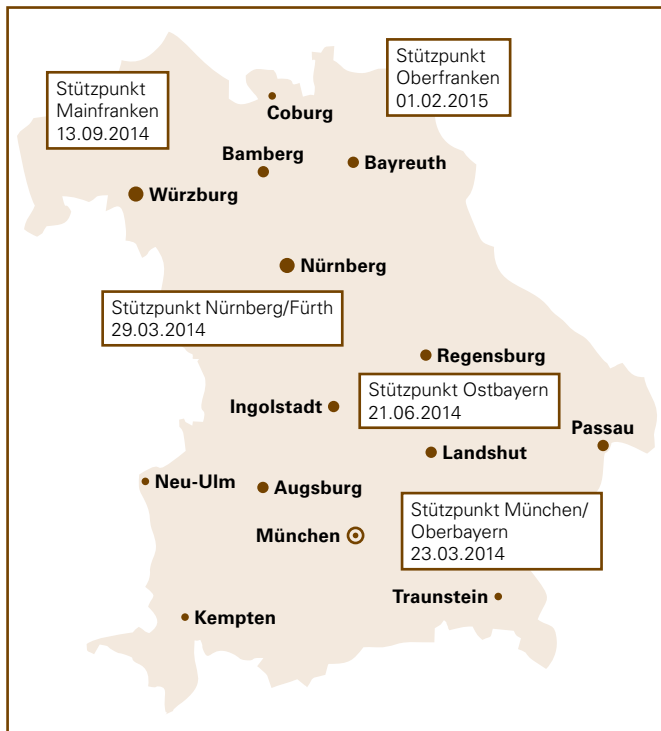 Stützpunkt
Oberfranken
01.02.2015
Stützpunkt
Mainfranken
13.09.2014
Coburg
Bamberg
Bayreuth
Würzburg
Nürnberg
Stützpunkt Nürnberg/Fürth
29.03.2014
Regensburg
Stützpunkt Ostbayern
21.06.2014
Ingolstadt
Passau
Landshut
Neu-Ulm
Augsburg
Stützpunkt München/
Oberbayern
23.03.2014
München
Traunstein
Kempten